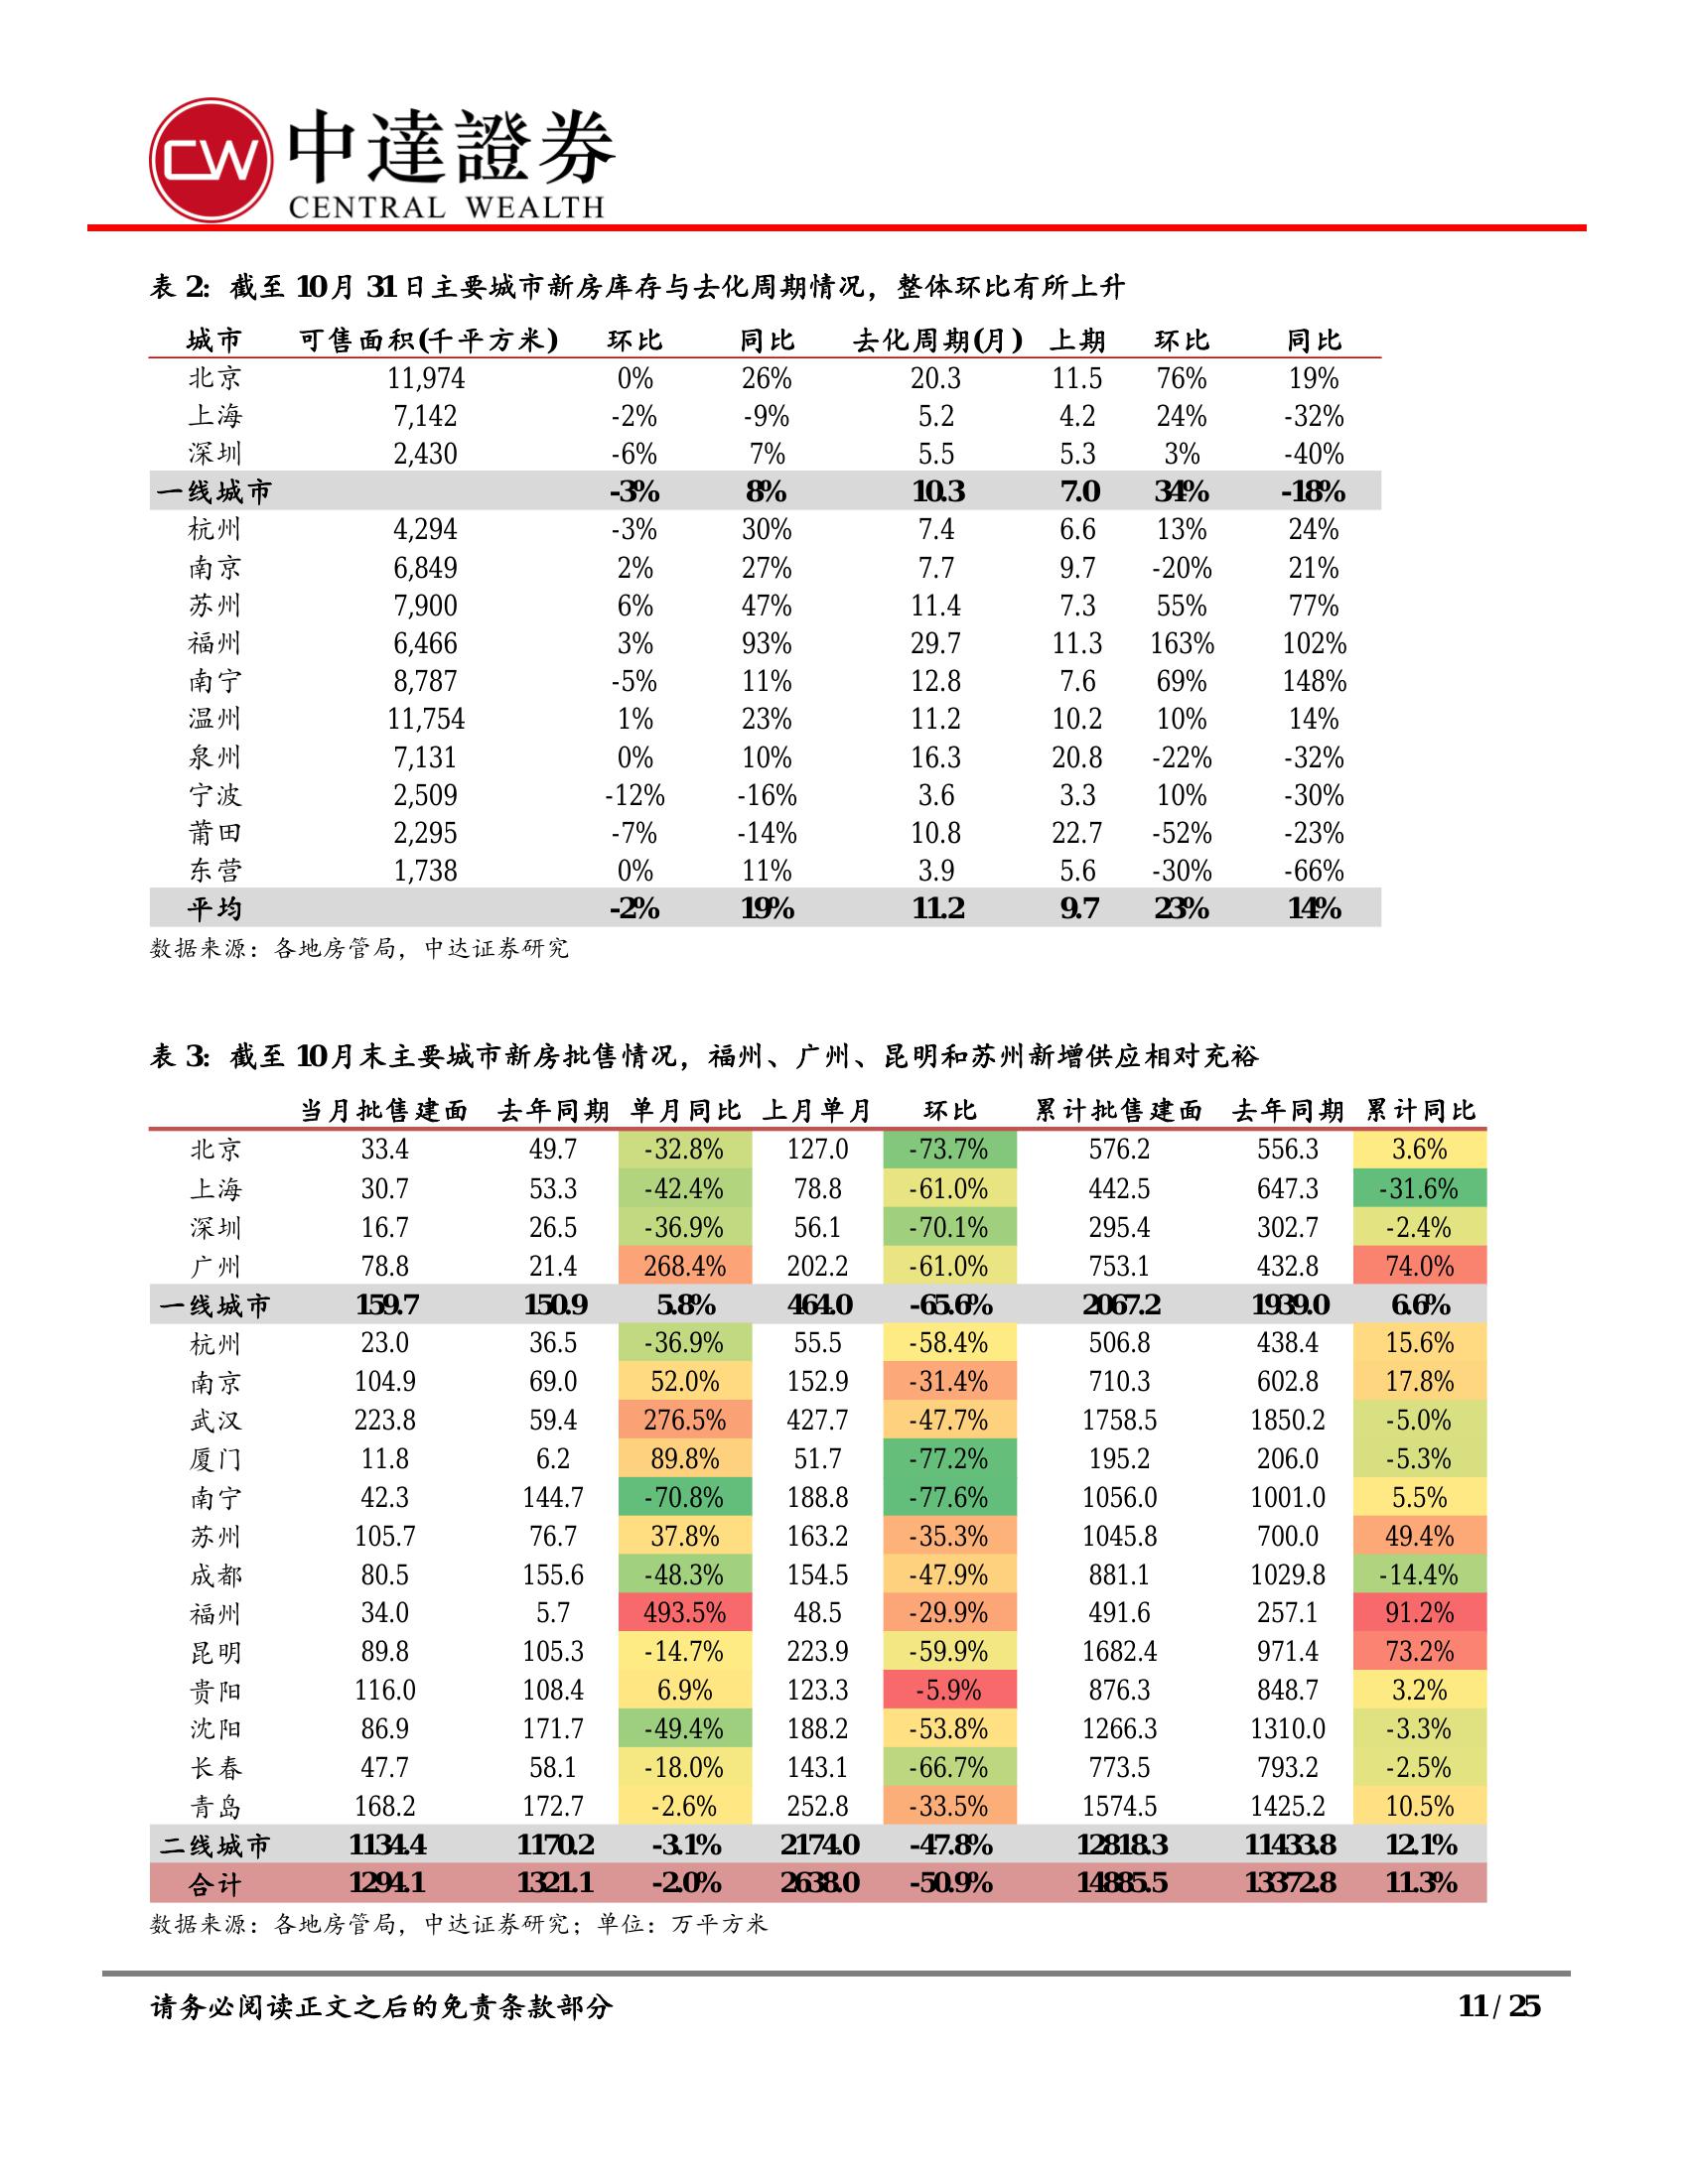 CW 中達證券
CENTRAL WEALTH
表 2: 截至 10月 31日主要城市新房库存与去化周期情况，整体环比有所上升
城市 可售面积(千平方米) 环比 同比 去化周期(月) 上期 环比 同比
北京 11,974 0% 26% 20.3 11.5 76% 19%
上海 7,142 -2% -9% 5.2 4.2 24% -32%
深圳 2,430 -6% 7% 5.5 5.3 3% -40%
一线城市 -3% 8% 10.3 7.0 34% -18%
杭州 4,294 -3% 30% 7.4 6.6 13% 24%
南京 6,849 2% 27% 7.7 9.7 -20% 21%
苏州 7,900 6% 47% 11.4 7.3 55% 77%
福州 6,466 3% 93% 29.7 11.3 163% 102%
南宁 8,787 -5% 11% 12.8 7.6 69% 148%
温州 11,754 1% 23% 11.2 10.2 10% 14%
泉州 7,131 0% 10% 16.3 20.8 -22% -32%
宁波 2,509 -12% -16% 3.6 3.3 10% -30%
莆田 2,295 -7% -14% 10.8 22.7 -52% -23%
东营 1,738 0% 11% 3.9 5.6 -30% -66%
平均 -2% 19% 11.2 9.7 23% 14%
数据来源：各地房管局，中达证券研究
表 3: 截至 10月末主要城市新房批售情况，福州、广州、昆明和苏州新增供应相对充裕
当月批售建面 去年同期 单月同比 上月单月 环比 累计批售建面 去年同期 累计同比
北京 33.4 49.7 -32.8% 127.0 -73.7% 576.2 556.3 3.6%
上海 30.7 53.3 -42.4% 78.8 -61.0% 442.5 647.3 -31.6%
深圳 16.7 26.5 -36.9% 56.1 -70.1% 295.4 302.7 -2.4%
广州 78.8 21.4 268.4% 202.2 -61.0% 753.1 432.8 74.0%
一线城市 159.7 150.9 5.8% 464.0 -65.6% 2067.2 1939.0 6.6%
杭州 23.0 36.5 -36.9% 55.5 -58.4% 506.8 438.4 15.6%
南京 104.9 69.0 52.0% 152.9 -31.4% 710.3 602.8 17.8%
武汉 223.8 59.4 276.5% 427.7 -47.7% 1758.5 1850.2 -5.0%
厦门 11.8 6.2 89.8% 51.7 -77.2% 195.2 206.0 -5.3%
南宁 42.3 144.7 -70.8% 188.8 -77.6% 1056.0 1001.0 5.5%
苏州 105.7 76.7 37.8% 163.2 -35.3% 1045.8 700.0 49.4%
成都 80.5 155.6 -48.3% 154.5 -47.9% 881.1 1029.8 -14.4%
福州 34.0 5.7 493.5% 48.5 -29.9% 491.6 257.1 91.2%
昆明 89.8 105.3 -14.7% 223.9 -59.9% 1682.4 971.4 73.2%
贵阳 116.0 108.4 6.9% 123.3 -5.9% 876.3 848.7 3.2%
沈阳 86.9 171.7 -49.4% 188.2 -53.8% 1266.3 1310.0 -3.3%
长春 47.7 58.1 -18.0% 143.1 -66.7% 773.5 793.2 -2.5%
青岛 168.2 172.7 -2.6% 252.8 -33.5% 1574.5 1425.2 10.5%
二线城市 1134.4 1170.2 -3.1% 2174.0 -47.8% 12818.3 11433.8 12.1%
合计 1294.1 1321.1 -2.0% 2638.0 -50.9% 14885.5 13372.8 11.3%
数据来源：各地房管局，中达证券研究；单位：万平方米
请务必阅读正文之后的免责条款部分 11 / 25